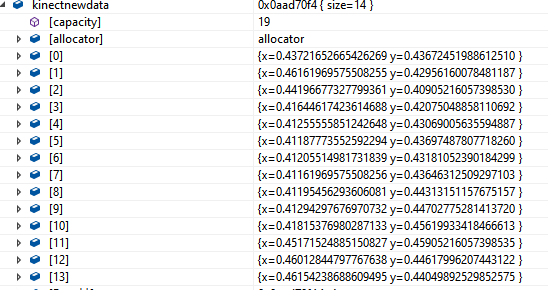 kinectnewdata 0x0aad70f4 { size=14 }
[capacity] 19
[allocator] allocator
[0] {x=0.43721652665426269 y=0.43672451988612510 }
[1] {x=0.46161969575508255 y=0.42956160078481187 }
[2] {x=0.44196677327799361 y=0.40905216057398530 }
[3] {x=0.41644617423614688 y=0.42075048858110692 }
[4] {x=0.41255555851242648 y=0.43069005635594887 }
[5] {x=0.41187773552592294 y=0.43697487807718260 }
[6] {x=0.41205514981731839 y=0.43181052390184299 }
[7] {x=0.41161969575508256 y=0.43646312509297103 }
[8] {x=0.41195456293606081 y=0.44313151157675157 }
[9] {x=0.41294297676970732 y=0.44702775281413720 }
[10] {x=0.41815376980287133 y=0.45619933418466613 }
[11] {x=0.45171524885150827 y=0.45905216057398535 }
[12] {x=0.46012844797767638 y=0.44617996207443122 }
[13] {x=0.46154238688609495 y=0.44049892529852575 }